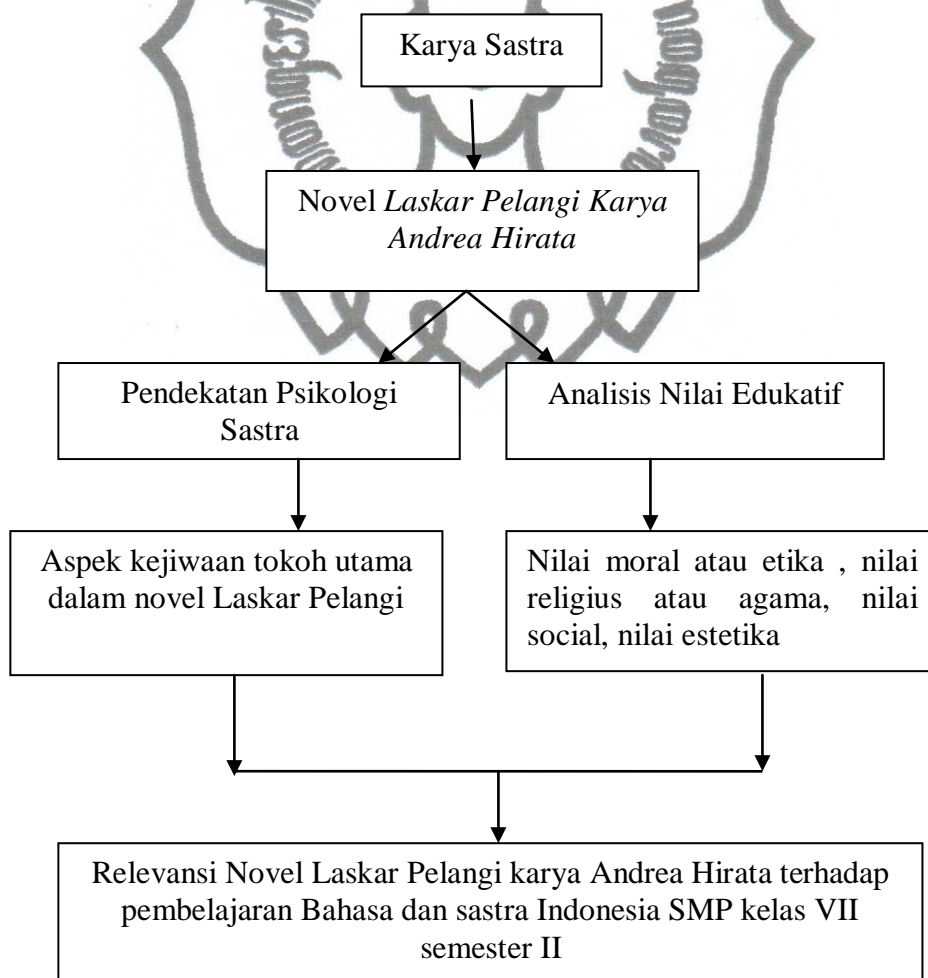 Karya Sastra
Novel Laskar Pelangi Karya
Andrea Hirata
Pendekatan Psikologi
Sastra
Analisis Nilai Edukatif
Aspek kejiwaan tokoh utama
dalam novel Laskar Pelangi
Nilai moral atau etika , nilai
religius atau agama, nilai
social, nilai estetika
Relevansi Novel Laskar Pelangi karya Andrea Hirata terhadap
pembelajaran Bahasa dan sastra Indonesia SMP kelas VII
semester II